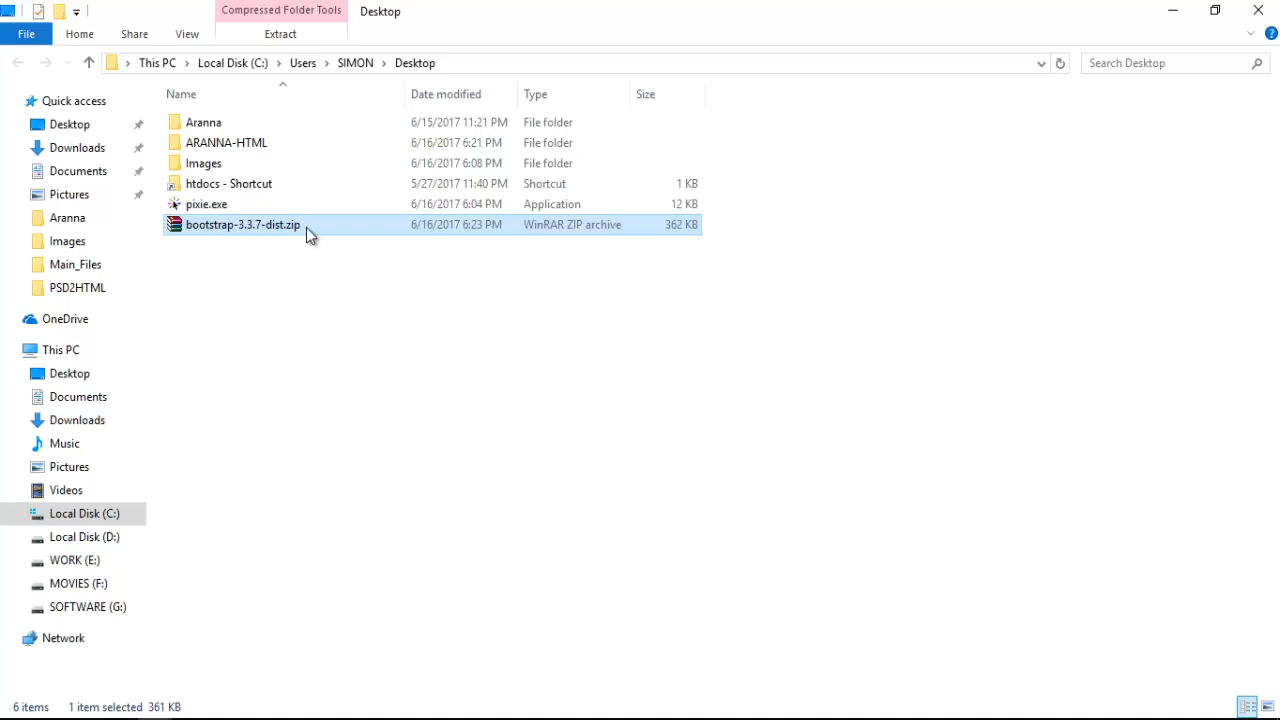 Compressed Folder Tools Desktop
File Home Share View Extract
This PC Local Disk (C:) Users SIMON Desktop Search Desktop
Name Date modified Type Size
Quick access
Desktop
Downloads
Documents
Pictures
Aranna
Images
Main_Files
PSD2HTML
OneDrive
This PC
Desktop
Documents
Downloads
Music
Pictures
Videos
Local Disk (C:)
Local Disk (D:)
WORK (E:)
MOVIES (F:)
SOFTWARE (G:)
Network
Aranna 6/15/2017 11:21 PM File folder
ARANNA-HTML 6/16/2017 6:21 PM File folder
Images 6/16/2017 6:08 PM File folder
htdocs - Shortcut 5/27/2017 11:40 PM Shortcut 1 KB
pixie.exe 6/16/2017 6:04 PM Application 12 KB
bootstrap-3.3.7-dist.zip 6/16/2017 6:23 PM WinRAR ZIP archive 362 KB
6 items 1 item selected 361 KB